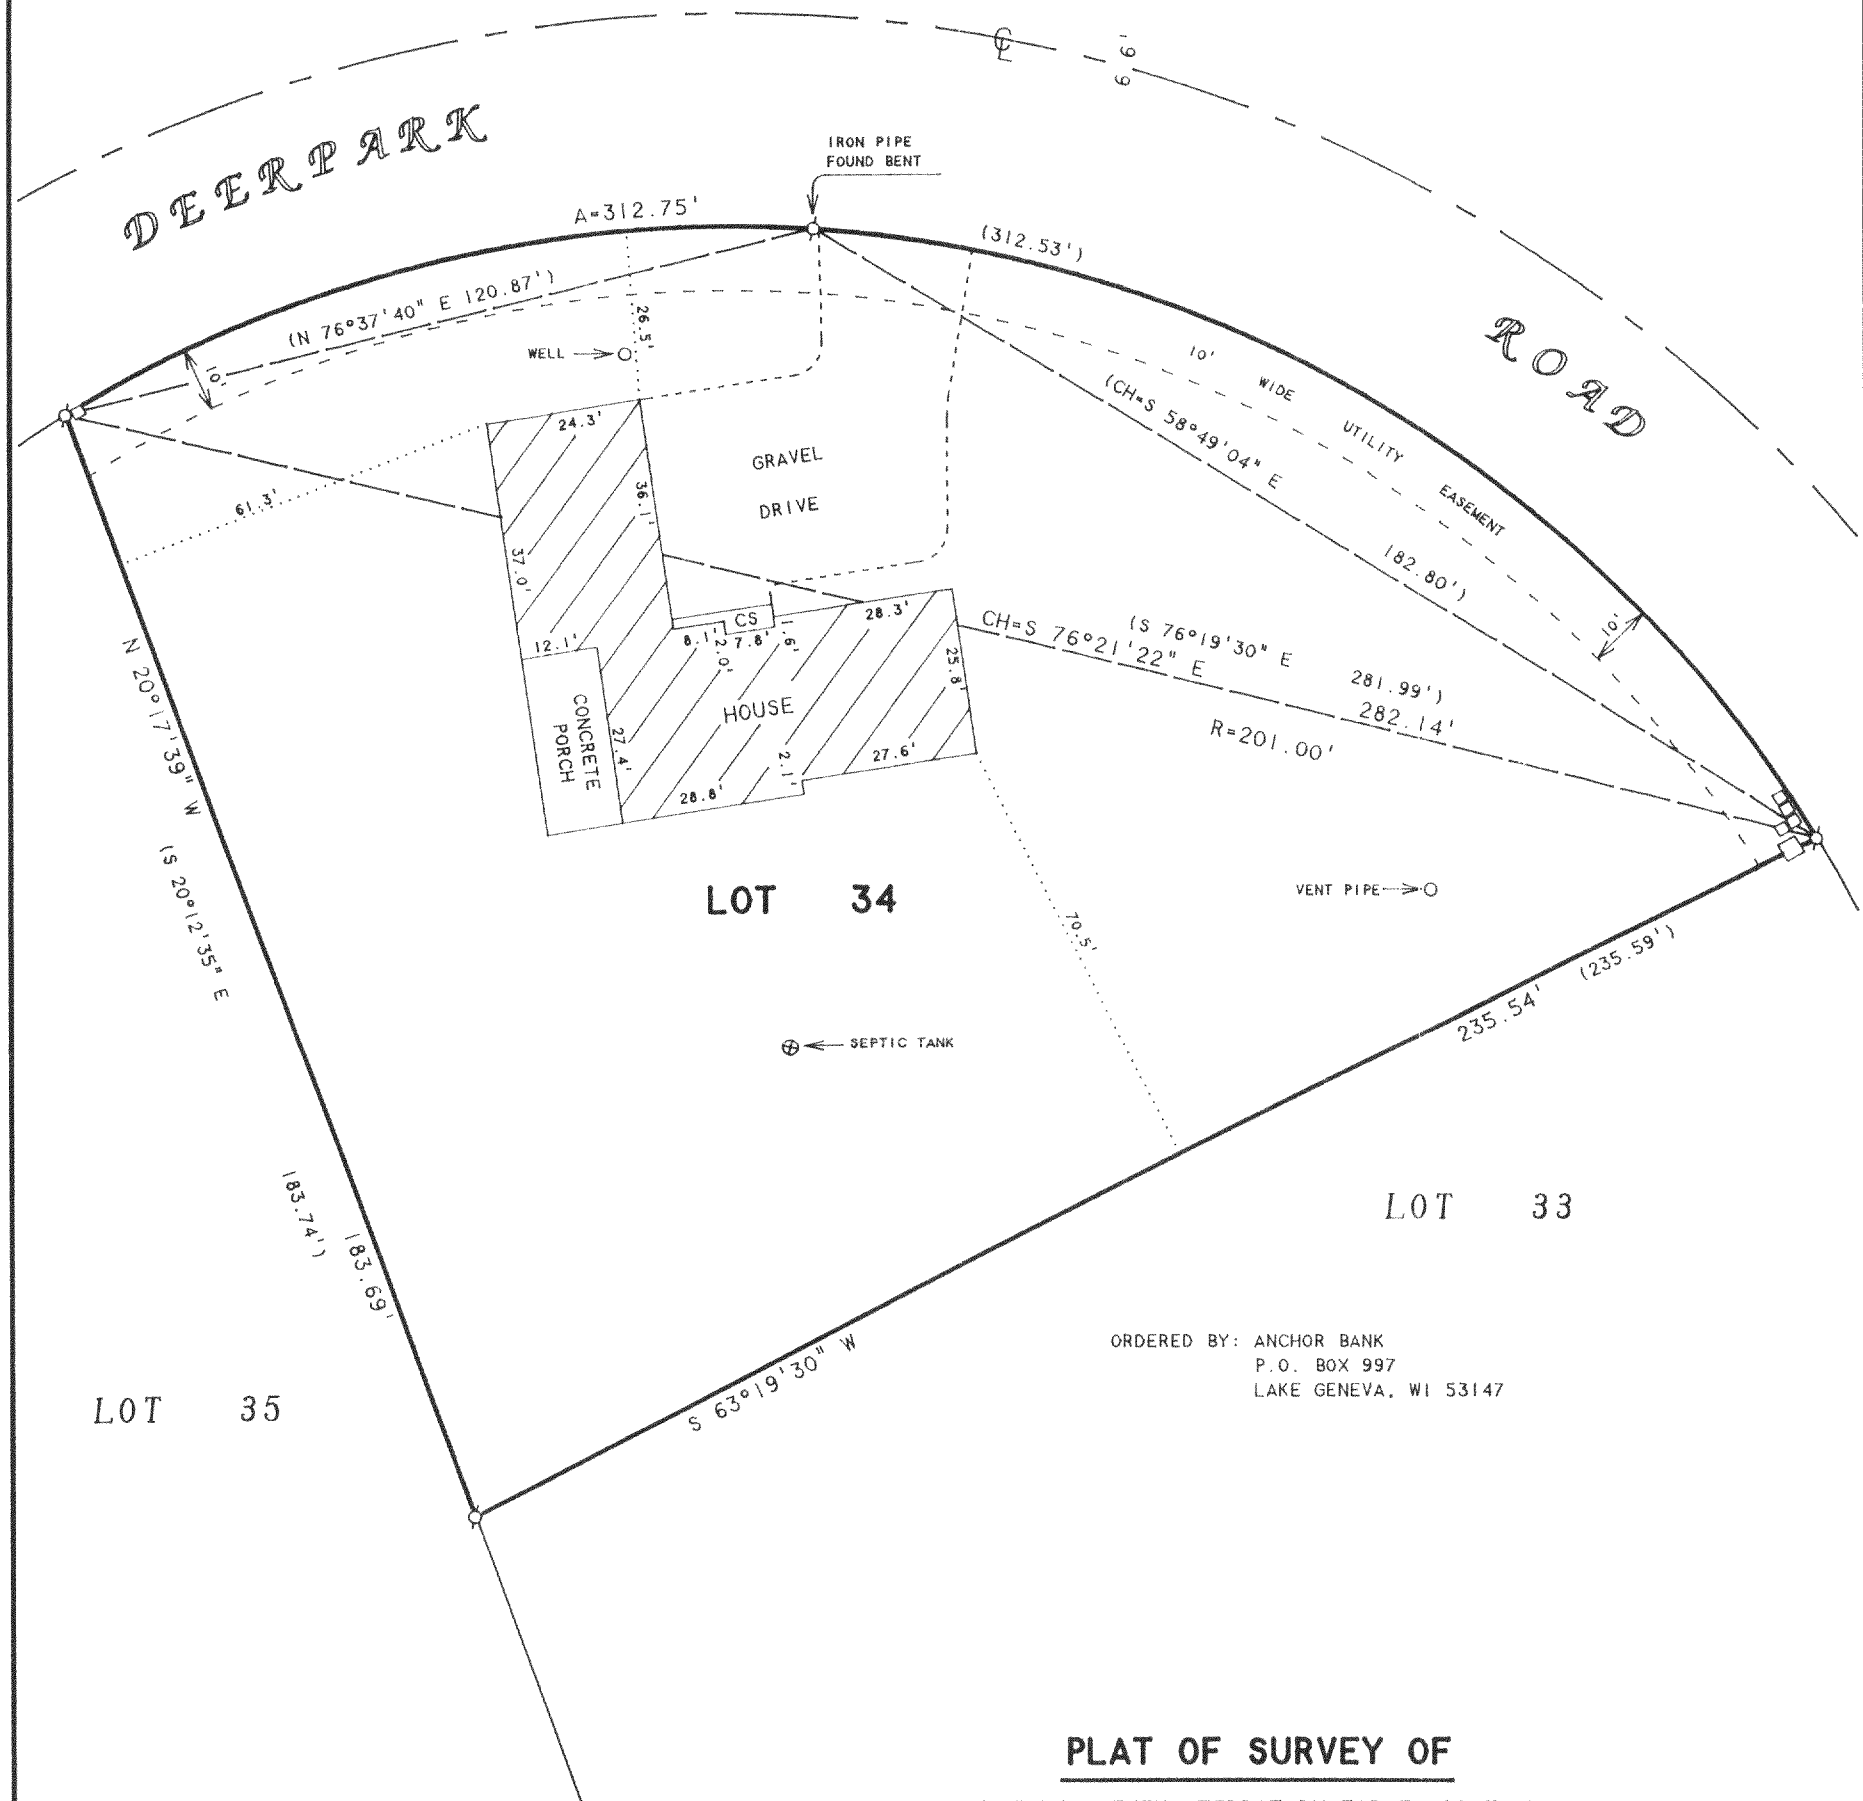 ℄
66'
DEERPARK
ROAD
IRON PIPE
FOUND BENT
A=312.75'
(312.53')
(N 76°37'40" E 120.87')
10'
26.5'
WELL
24.3'
61.3'
36.1'
37.0'
GRAVEL
DRIVE
10' WIDE UTILITY EASEMENT
(CH=S 58°49'04" E 182.80')
10'
CS
8.1'
2.0'
7.8'
1.6'
28.3'
12.1'
25.8'
CONCRETE
PORCH
27.4'
HOUSE
2.1'
27.6'
28.8'
(S 76°19'30" E 281.99')
CH=S 76°21'22" E 282.14'
R=201.00'
N 20°17'39" W 183.69'
(S 20°12'35" E 183.74')
LOT 34
VENT PIPE
70.5'
SEPTIC TANK
(235.59')
235.54'
S 63°19'30" W
LOT 33
LOT 35
ORDERED BY: ANCHOR BANK
P.O. BOX 997
LAKE GENEVA, WI 53147
PLAT OF SURVEY OF